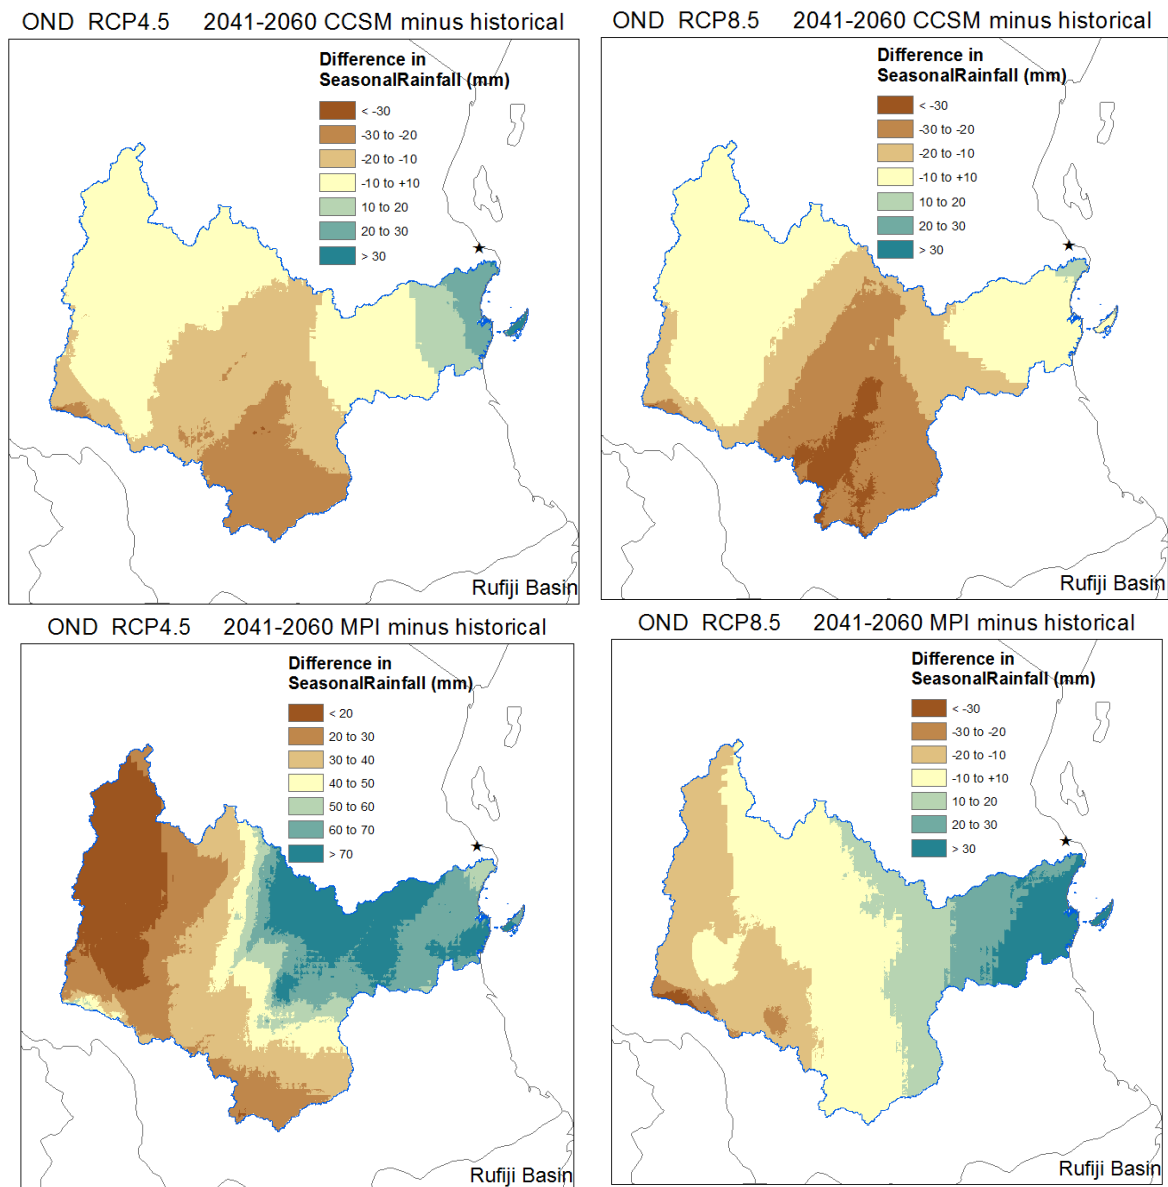 OND RCP4.5 2041-2060 CCSM minus historical
Difference in
SeasonalRainfall (mm)
< -30
-30 to -20
-20 to -10
-10 to +10
10 to 20
20 to 30
> 30
Rufiji Basin
OND RCP8.5 2041-2060 CCSM minus historical
Difference in
SeasonalRainfall (mm)
< -30
-30 to -20
-20 to -10
-10 to +10
10 to 20
20 to 30
> 30
Rufiji Basin
OND RCP4.5 2041-2060 MPI minus historical
Difference in
SeasonalRainfall (mm)
< 20
20 to 30
30 to 40
40 to 50
50 to 60
60 to 70
> 70
Rufiji Basin
OND RCP8.5 2041-2060 MPI minus historical
Difference in
SeasonalRainfall (mm)
< -30
-30 to -20
-20 to -10
-10 to +10
10 to 20
20 to 30
> 30
Rufiji Basin